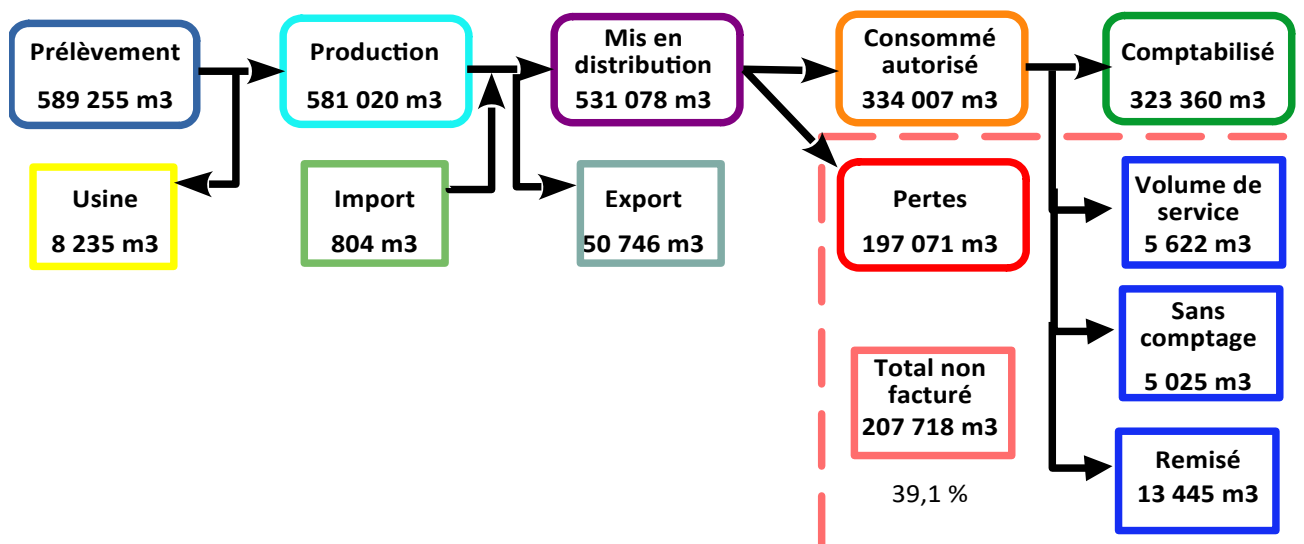 Prélèvement
589 255 m3
Production
581 020 m3
Mis en
distribution
531 078 m3
Consommé
autorisé
334 007 m3
Comptabilisé
323 360 m3
Usine
8 235 m3
Import
804 m3
Export
50 746 m3
Pertes
197 071 m3
Volume de
service
5 622 m3
Sans
comptage
5 025 m3
Total non
facturé
207 718 m3
39,1 %
Remisé
13 445 m3